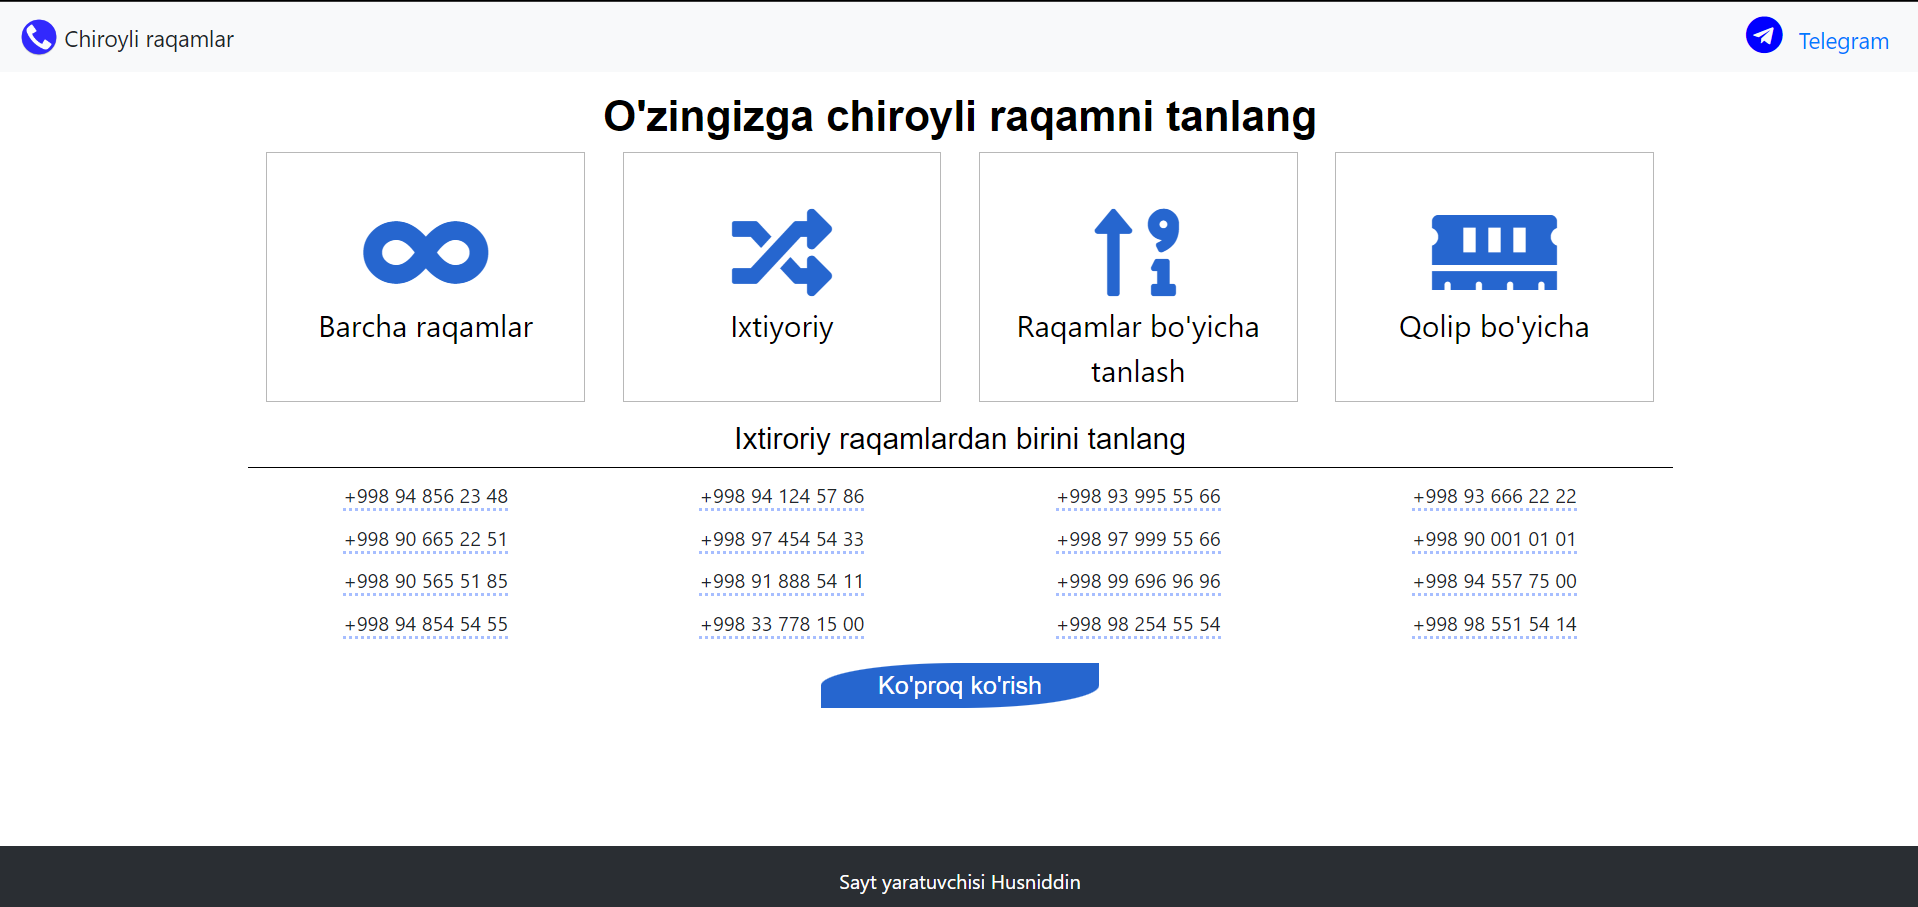 Chiroyli raqamlar
Telegram
O'zingizga chiroyli raqamni tanlang
Barcha raqamlar
Ixtiyoriy
Raqamlar bo'yicha
tanlash
Qolip bo'yicha
Ixtiroriy raqamlardan birini tanlang
+998 94 856 23 48
+998 94 124 57 86
+998 93 995 55 66
+998 93 666 22 22
+998 90 665 22 51
+998 97 454 54 33
+998 97 999 55 66
+998 90 001 01 01
+998 90 565 51 85
+998 91 888 54 11
+998 99 696 96 96
+998 94 557 75 00
+998 94 854 54 55
+998 33 778 15 00
+998 98 254 55 54
+998 98 551 54 14
Ko'proq ko'rish
Sayt yaratuvchisi Husniddin